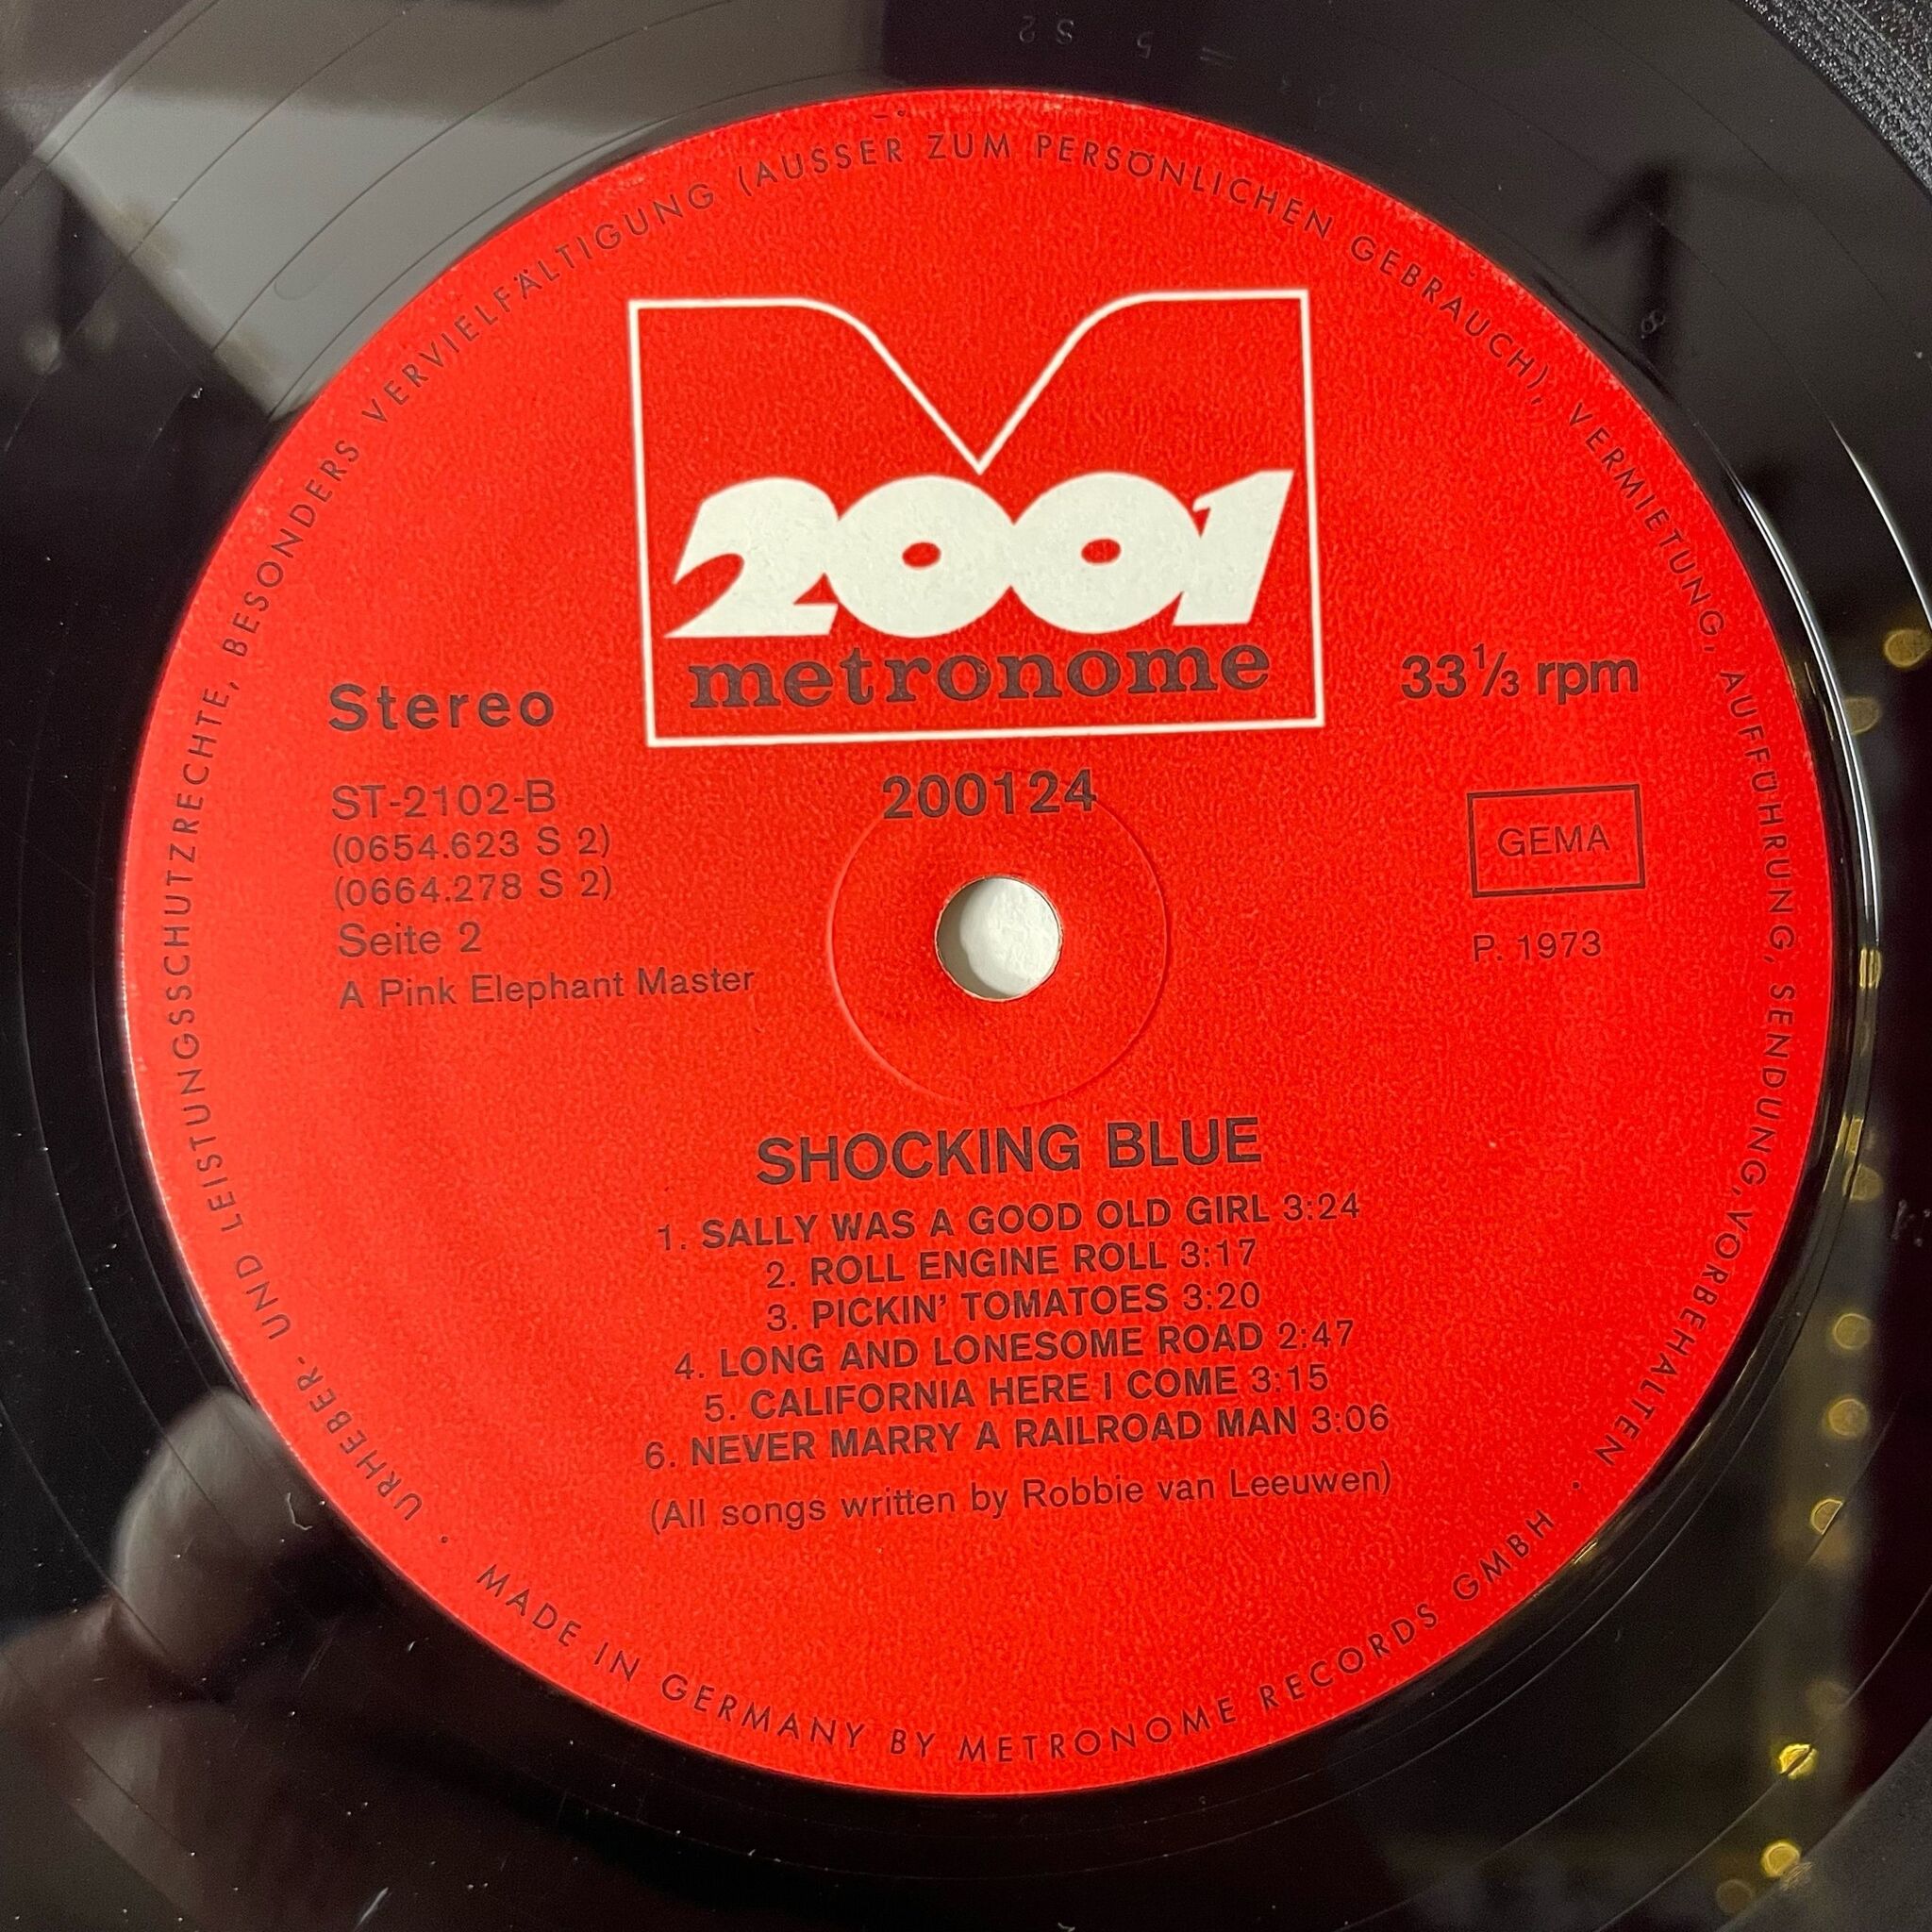 URHEBER- UND LEISTUNGSSCHUTZRECHTE, BESONDERS VERVIELFÄLTIGUNG (AUSSER ZUM PERSÖNLICHEN GEBRAUCH), VERMIETUNG, AUFFÜHRUNG, SENDUNG, VORBEHALTEN
2001
metronome
Stereo
33 1/3 rpm
200124
ST-2102-B
(0654.623 S 2)
(0664.278 S 2)
Seite 2
A Pink Elephant Master
GEMA
P. 1973
SHOCKING BLUE
1. SALLY WAS A GOOD OLD GIRL 3:24
2. ROLL ENGINE ROLL 3:17
3. PICKIN' TOMATOES 3:20
4. LONG AND LONESOME ROAD 2:47
5. CALIFORNIA HERE I COME 3:15
6. NEVER MARRY A RAILROAD MAN 3:06
(All songs written by Robbie van Leeuwen)
· MADE IN GERMANY BY METRONOME RECORDS GMBH ·